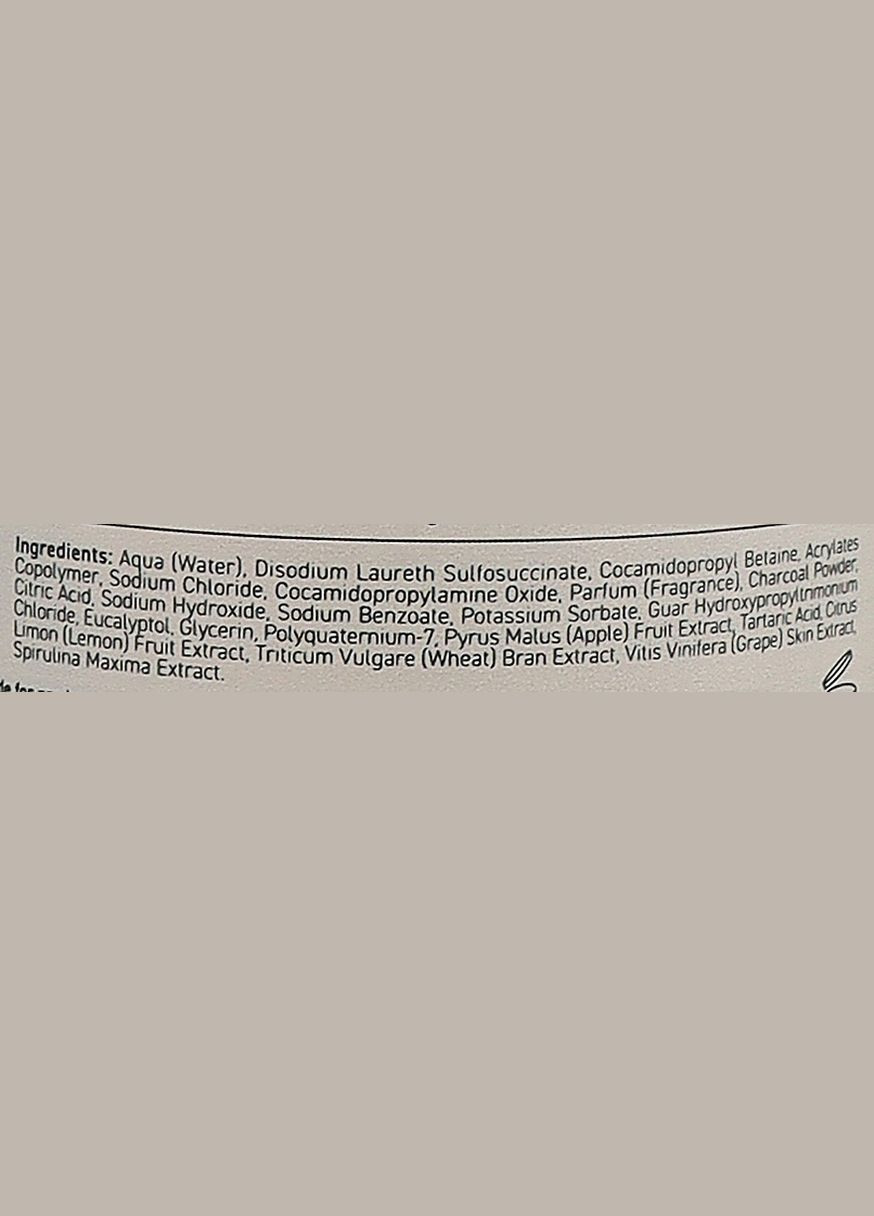 Ingredients: Aqua (Water), Disodium Laureth Sulfosuccinate, Cocamidopropyl Betaine, Acrylates
Copolymer, Sodium Chloride, Cocamidopropylamine Oxide, Parfum (Fragrance), Charcoal Powder,
Citric Acid, Sodium Hydroxide, Sodium Benzoate, Potassium Sorbate, Guar Hydroxypropyltrimonium
Chloride, Eucalyptol, Glycerin, Polyquaternium-7, Pyrus Malus (Apple) Fruit Extract, Tartaric Acid, Citrus
Limon (Lemon) Fruit Extract, Triticum Vulgare (Wheat) Bran Extract, Vitis Vinifera (Grape) Skin Extract,
Spirulina Maxima Extract.